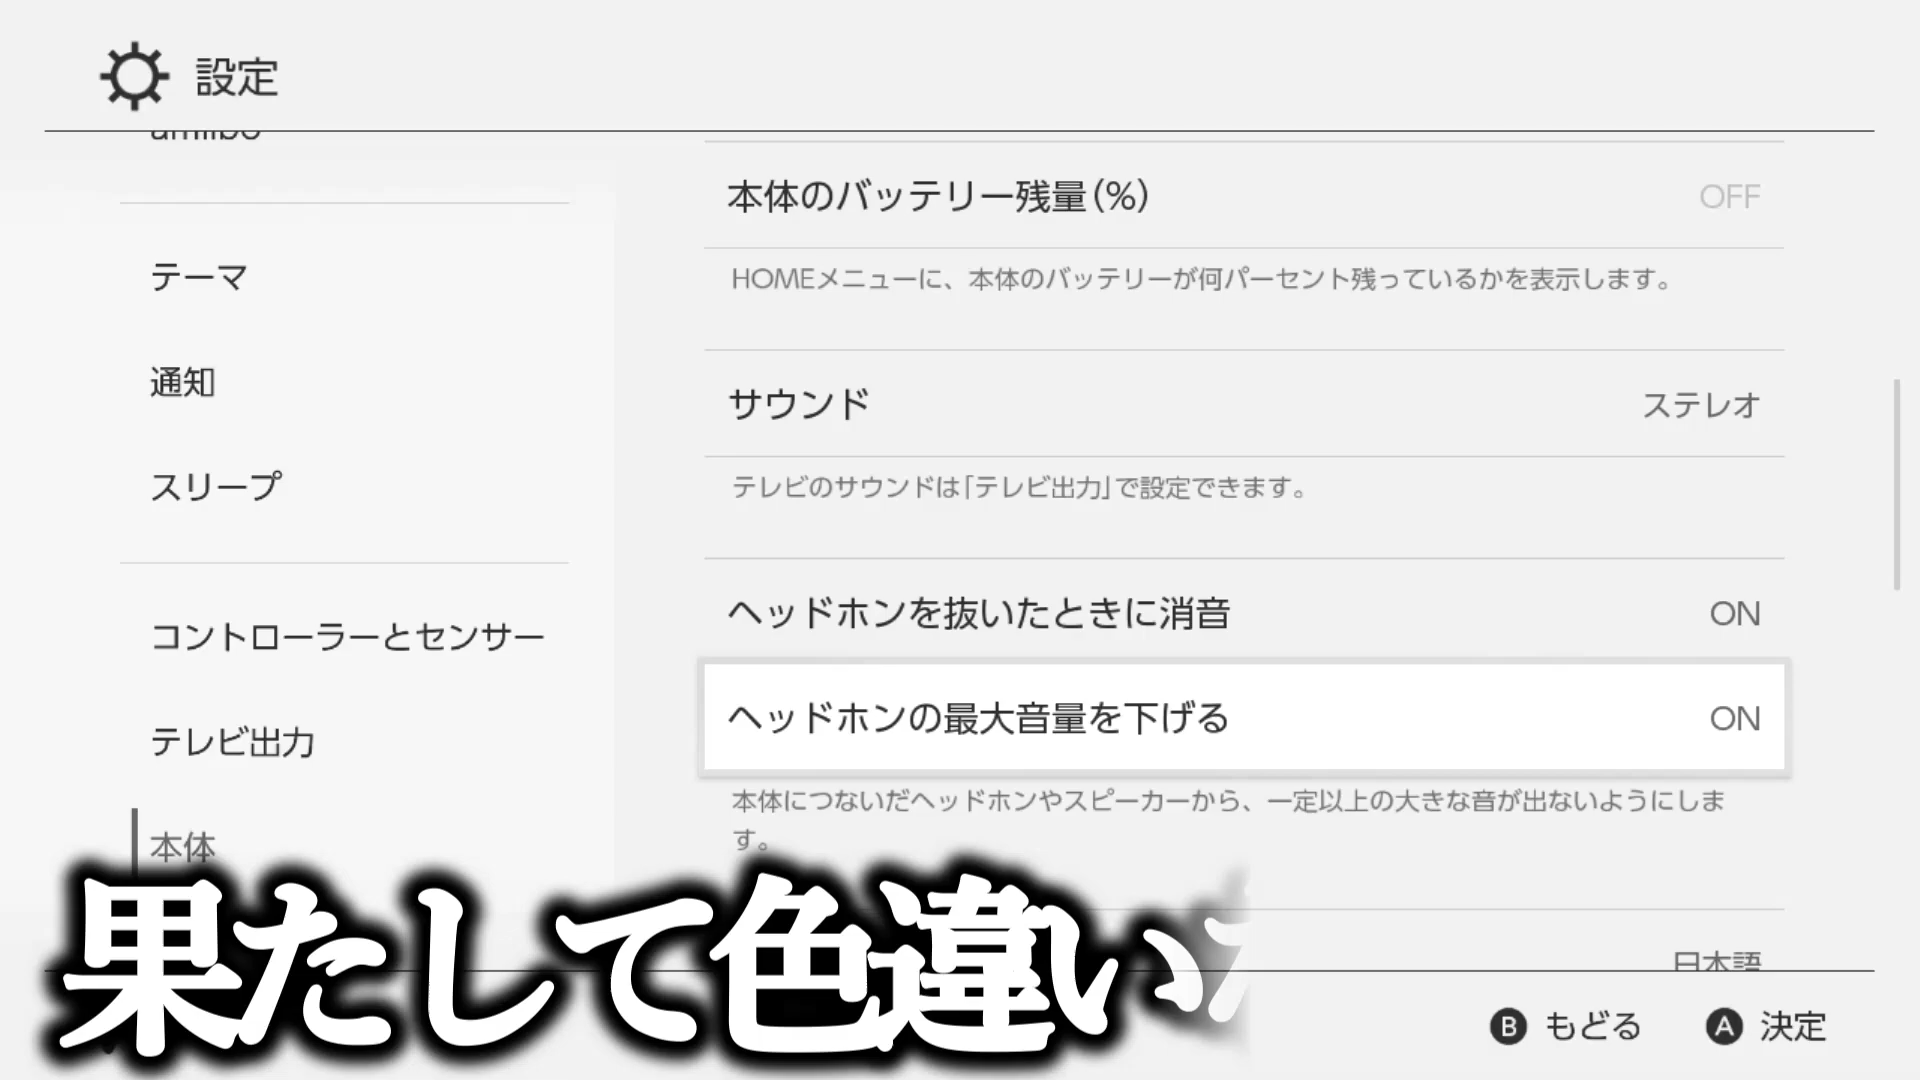 設定
amiibo
テーマ
通知
スリープ
コントローラーとセンサー
テレビ出力
本体
本体のバッテリー残量(%) OFF
HOMEメニューに、本体のバッテリーが何パーセント残っているかを表示します。
サウンド ステレオ
テレビのサウンドは「テレビ出力」で設定できます。
ヘッドホンを抜いたときに消音 ON
ヘッドホンの最大音量を下げる ON
本体につないだヘッドホンやスピーカーから、一定以上の大きな音が出ないようにしま
す。
日本語
果たして色違い
B もどる A 決定